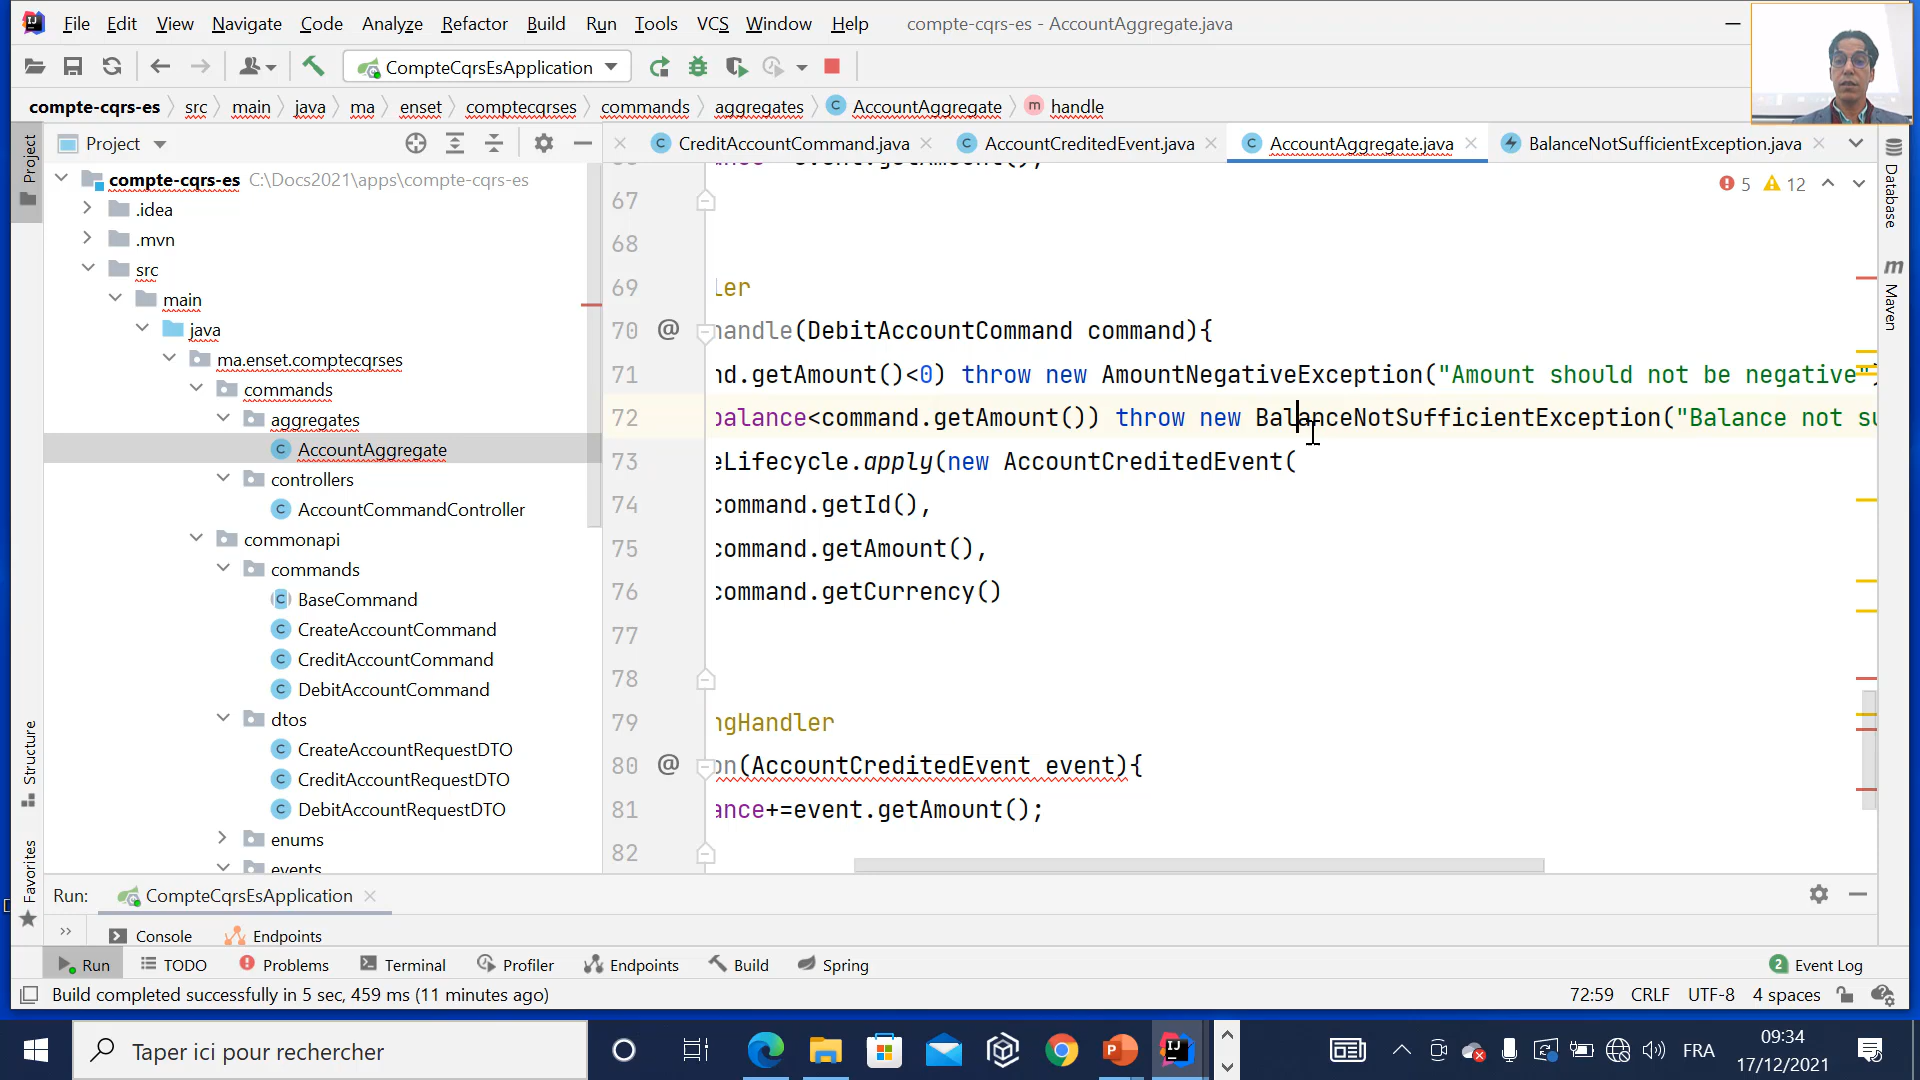 File Edit View Navigate Code Analyze Refactor Build Run Tools VCS Window Help compte-cqrs-es - AccountAggregate.java
CompteCqrsEsApplication
compte-cqrs-es src main java ma enset comptecqrses commands aggregates AccountAggregate handle
Project
CreditAccountCommand.java AccountCreditedEvent.java AccountAggregate.java BalanceNotSufficientException.java
5 12
compte-cqrs-es C:\Docs2021\apps\compte-cqrs-es
.idea
.mvn
src
main
java
ma.enset.comptecqrses
commands
aggregates
AccountAggregate
controllers
AccountCommandController
commonapi
commands
BaseCommand
CreateAccountCommand
CreditAccountCommand
DebitAccountCommand
dtos
CreateAccountRequestDTO
CreditAccountRequestDTO
DebitAccountRequestDTO
enums
events
67
68
69 ler
70 @ handle(DebitAccountCommand command){
71 nd.getAmount()<0) throw new AmountNegativeException("Amount should not be negative")
72 balance<command.getAmount()) throw new BalanceNotSufficientException("Balance not su
73 eLifecycle.apply(new AccountCreditedEvent(
74 command.getId(),
75 command.getAmount(),
76 command.getCurrency()
77
78
79 ngHandler
80 @ on(AccountCreditedEvent event){
81 ance+=event.getAmount();
82
Project
Structure
Favorites
Database
Maven
Run: CompteCqrsEsApplication
Console Endpoints
Run TODO Problems Terminal Profiler Endpoints Build Spring 2 Event Log
Build completed successfully in 5 sec, 459 ms (11 minutes ago) 72:59 CRLF UTF-8 4 spaces
Taper ici pour rechercher
FRA
09:34
17/12/2021